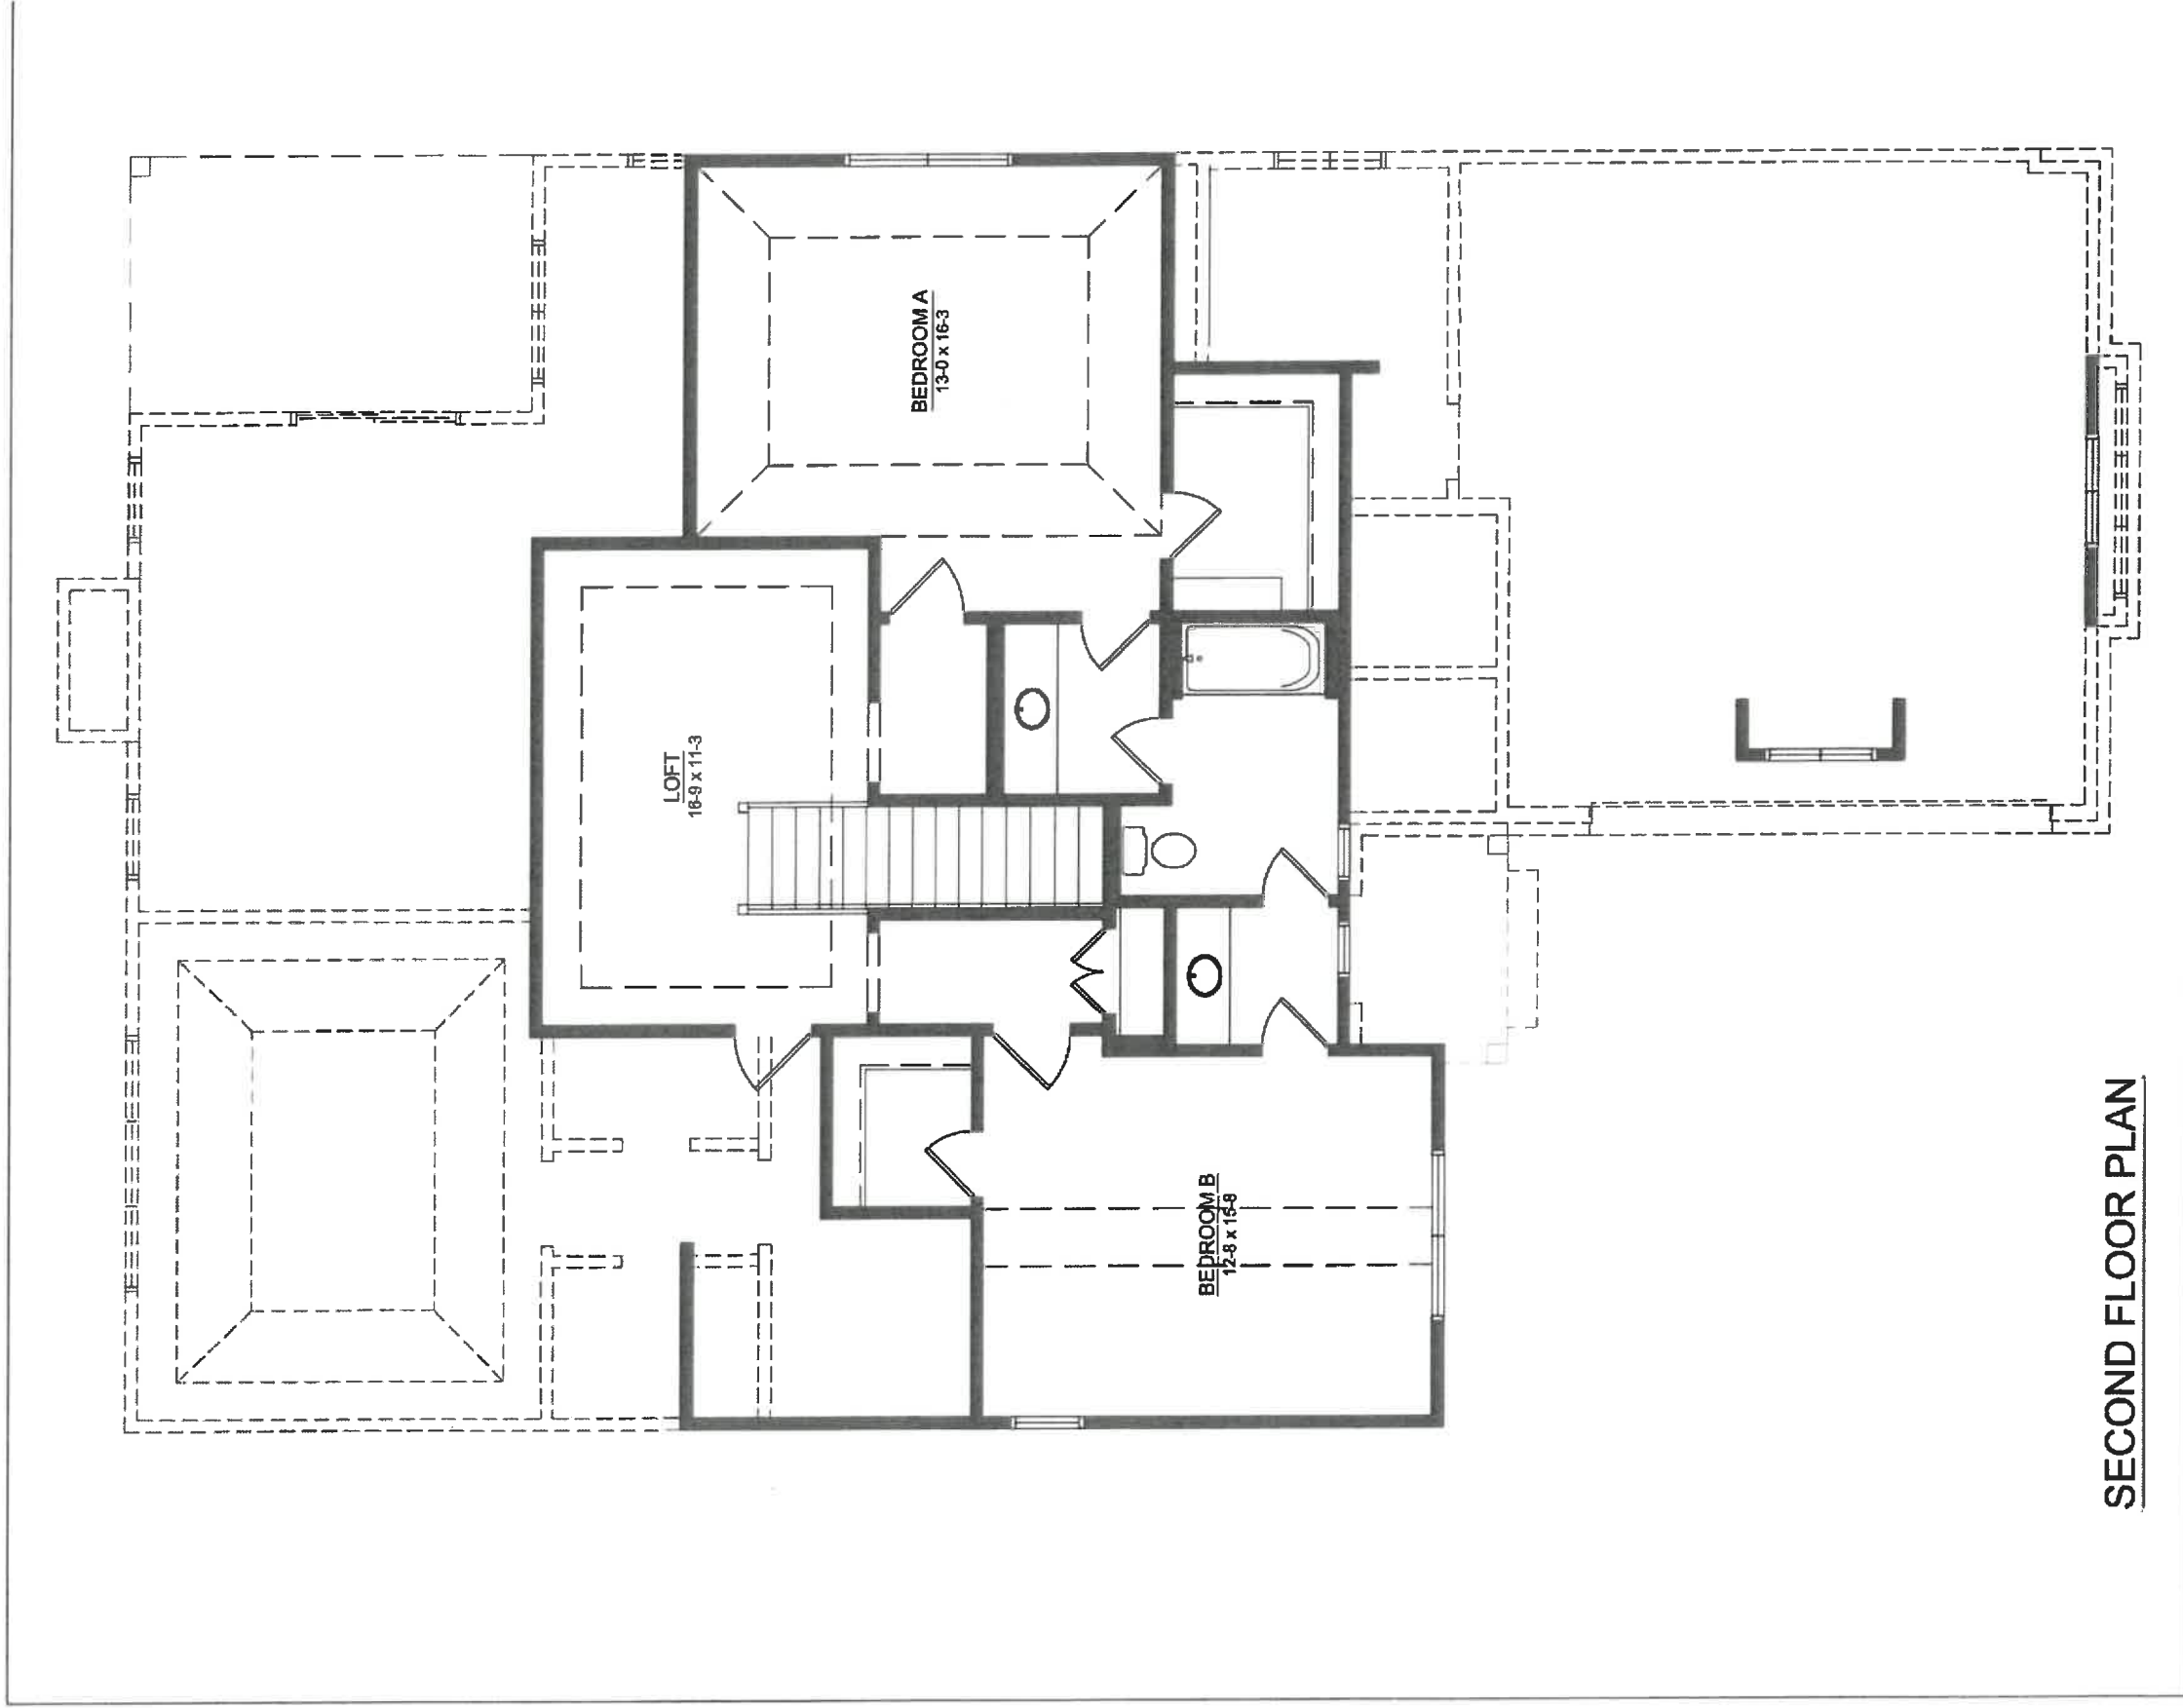 LOFT
16-9 x 11-3
BEDROOM A
13-0 x 16-3
BEDROOM B
12-8 x 15-8
SECOND FLOOR PLAN